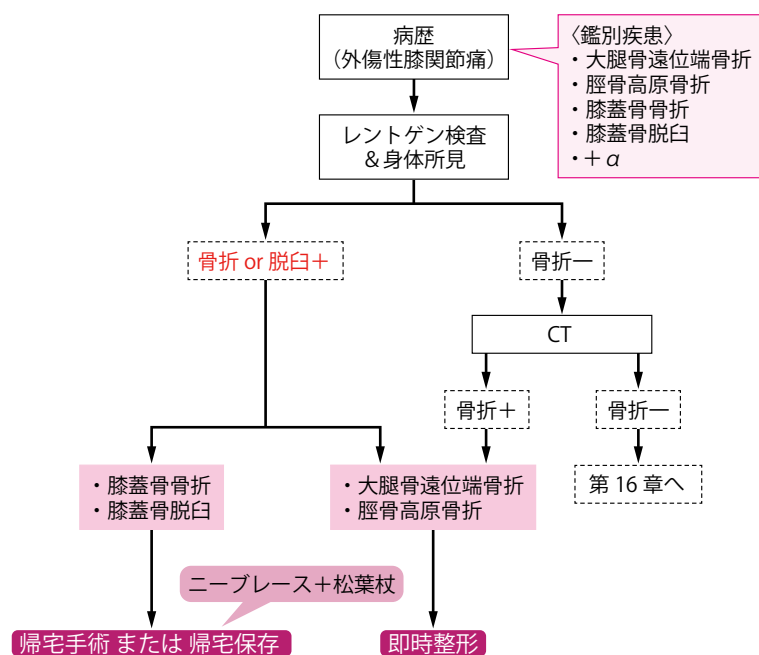 病歴
（外傷性膝関節痛）
〈鑑別疾患〉
・大腿骨遠位端骨折
・脛骨高原骨折
・膝蓋骨骨折
・膝蓋骨脱臼
・＋α
レントゲン検査
＆身体所見
骨折 or 脱臼＋
骨折－
CT
骨折＋
骨折－
・膝蓋骨骨折
・膝蓋骨脱臼
・大腿骨遠位端骨折
・脛骨高原骨折
第 16 章へ
ニーブレース＋松葉杖
帰宅手術 または 帰宅保存
即時整形